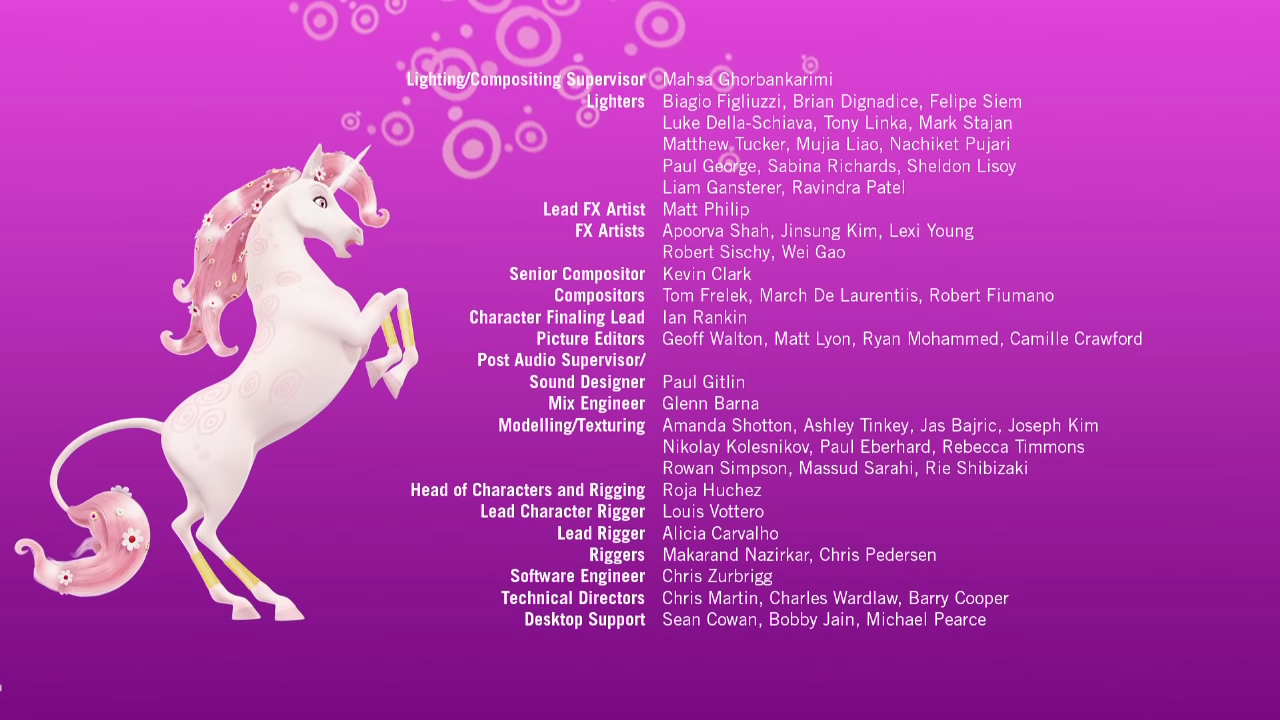 Lighting/Compositing Supervisor Mahsa Ghorbankarimi
Lighters Biagio Figliuzzi, Brian Dignadice, Felipe Siem
Luke Della-Schiava, Tony Linka, Mark Stajan
Matthew Tucker, Mujia Liao, Nachiket Pujari
Paul George, Sabina Richards, Sheldon Lisoy
Liam Gansterer, Ravindra Patel
Lead FX Artist Matt Philip
FX Artists Apoorva Shah, Jinsung Kim, Lexi Young
Robert Sischy, Wei Gao
Senior Compositor Kevin Clark
Compositors Tom Frelek, March De Laurentiis, Robert Fiumano
Character Finaling Lead Ian Rankin
Picture Editors Geoff Walton, Matt Lyon, Ryan Mohammed, Camille Crawford
Post Audio Supervisor/
Sound Designer Paul Gitlin
Mix Engineer Glenn Barna
Modelling/Texturing Amanda Shotton, Ashley Tinkey, Jas Bajric, Joseph Kim
Nikolay Kolesnikov, Paul Eberhard, Rebecca Timmons
Rowan Simpson, Massud Sarahi, Rie Shibizaki
Head of Characters and Rigging Roja Huchez
Lead Character Rigger Louis Vottero
Lead Rigger Alicia Carvalho
Riggers Makarand Nazirkar, Chris Pedersen
Software Engineer Chris Zurbrigg
Technical Directors Chris Martin, Charles Wardlaw, Barry Cooper
Desktop Support Sean Cowan, Bobby Jain, Michael Pearce